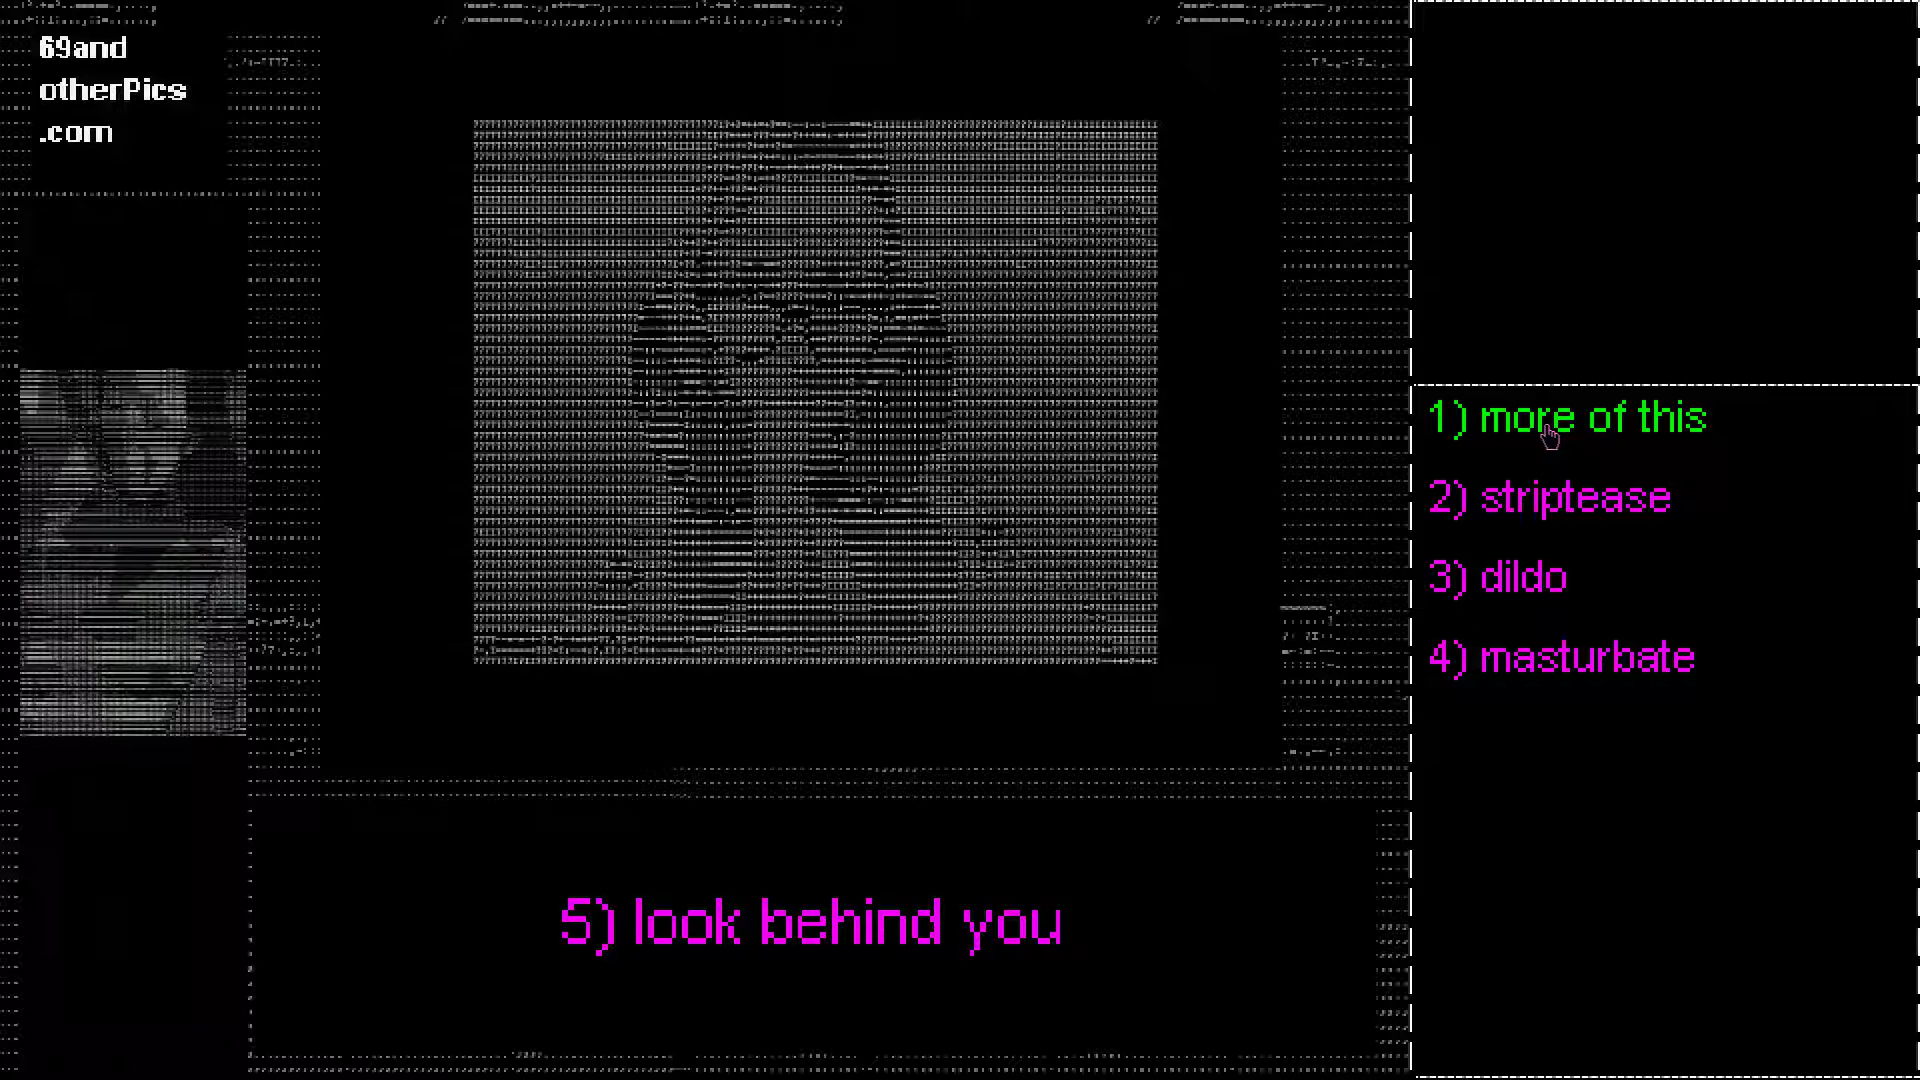 69and
otherPics
.com
1) more of this
2) striptease
3) dildo
4) masturbate
5) look behind you